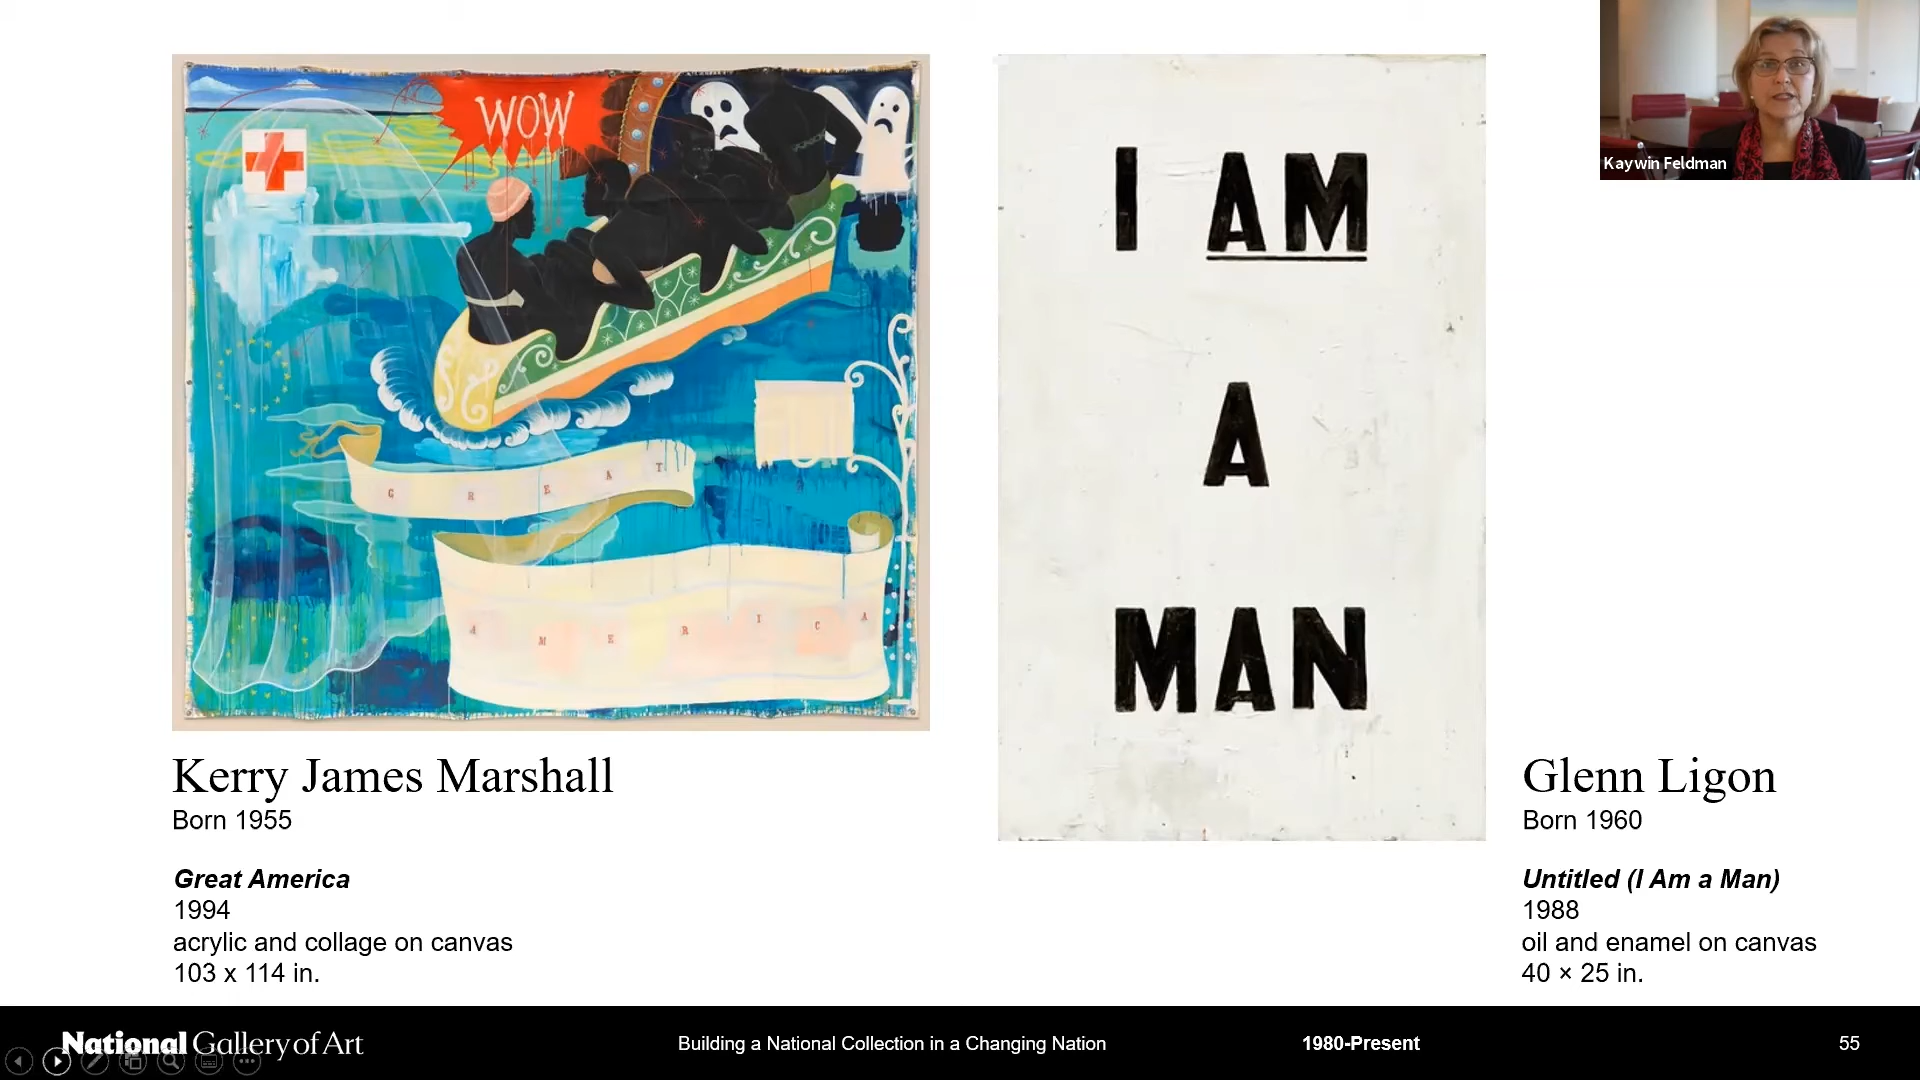 WOW
G R E A T
A M E R I C A
I AM
A
MAN
Kaywin Feldman
Kerry James Marshall
Born 1955
Great America
1994
acrylic and collage on canvas
103 x 114 in.
Glenn Ligon
Born 1960
Untitled (I Am a Man)
1988
oil and enamel on canvas
40 × 25 in.
National Gallery of Art
Building a National Collection in a Changing Nation
1980-Present
55